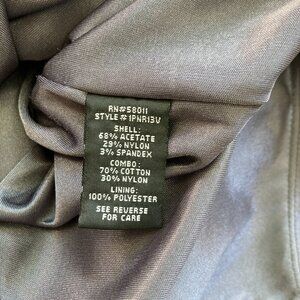 RN#58011
STYLE# 1PNR13U
SHELL:
68% ACETATE
29% NYLON
3% SPANDEX
COMBO:
70% COTTON
30% NYLON
LINING:
100% POLYESTER
SEE REVERSE
FOR CARE